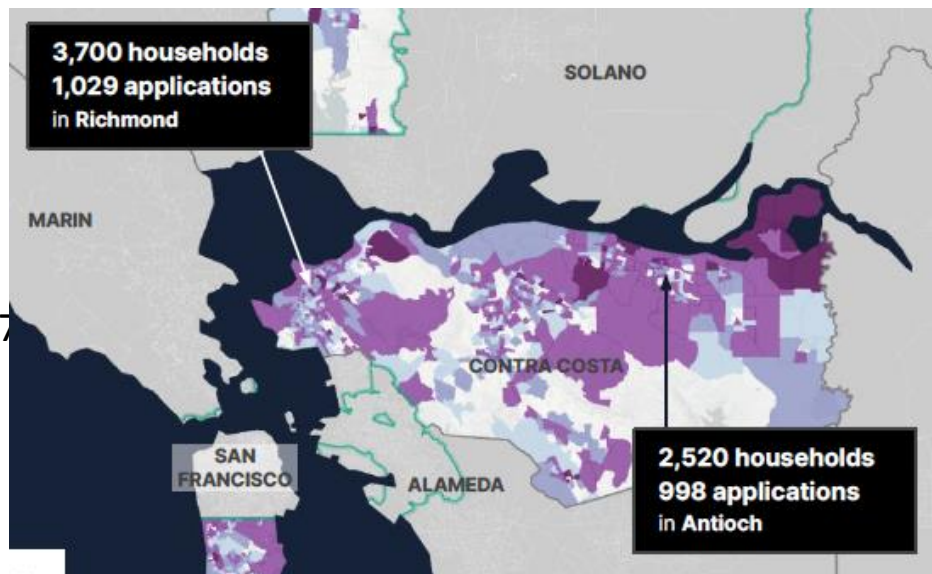 3,700 households
1,029 applications
in Richmond
SOLANO
MARIN
7
CONTRA COSTA
SAN
FRANCISCO
ALAMEDA
2,520 households
998 applications
in Antioch